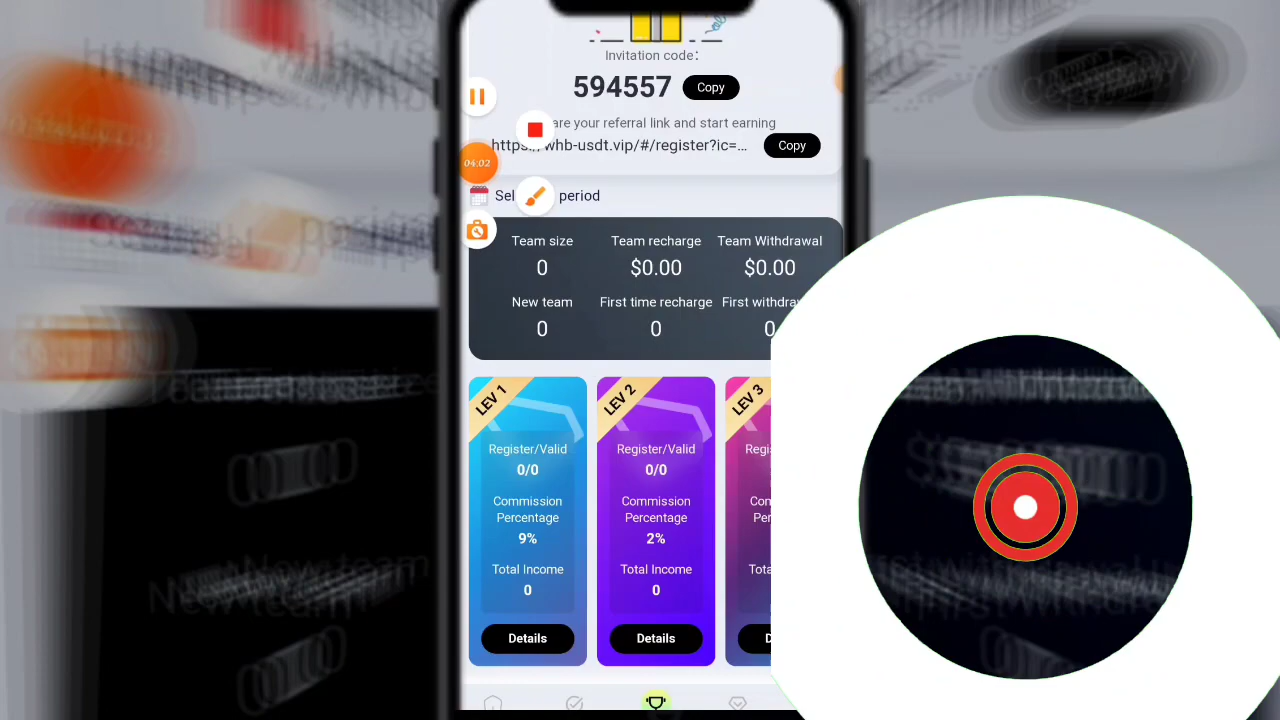 Invitation code:
594557 Copy
are your referral link and start earning
whb-usdt.vip/#/register?ic=... Copy
04:02
Sel period
Team size Team recharge Team Withdrawal
0 $0.00 $0.00
New team First time recharge First
0 0 0
LEV 1 LEV 2 LEV 3
Register/Valid Register/Valid
0/0 0/0
Commission Commission
Percentage Percentage
9% 2%
Total Income Total Income
0 0
Details Details